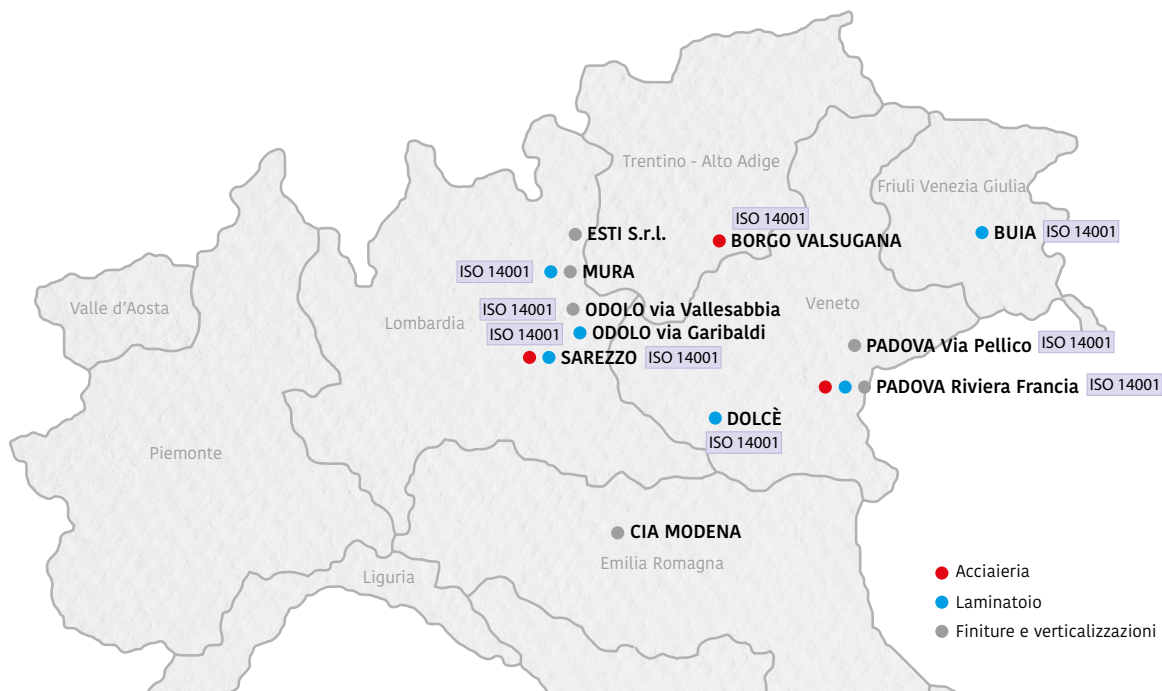 Trentino - Alto Adige
Friuli Venezia Giulia
ISO 14001
ESTI S.r.l.
BORGO VALSUGANA
BUIA ISO 14001
ISO 14001 MURA
Valle d'Aosta
Veneto
ISO 14001 ODOLO via Vallesabbia
Lombardia
ISO 14001 ODOLO via Garibaldi
PADOVA Via Pellico ISO 14001
SAREZZO ISO 14001
PADOVA Riviera Francia ISO 14001
DOLCÈ
ISO 14001
Piemonte
CIA MODENA
Emilia Romagna
Liguria
Acciaieria
Laminatoio
Finiture e verticalizzazioni